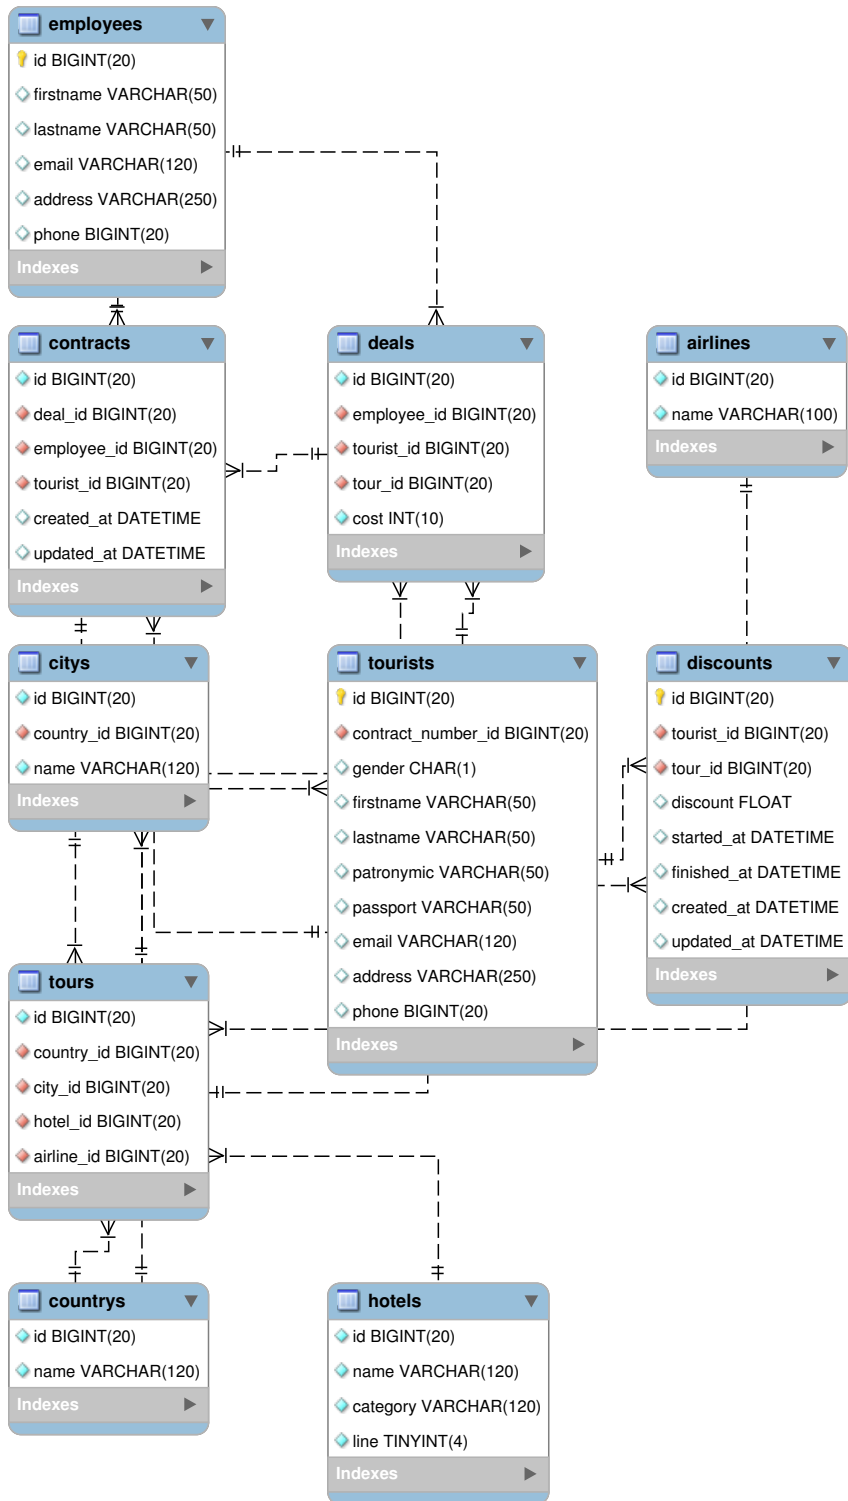 employees
id BIGINT(20)
firstname VARCHAR(50)
lastname VARCHAR(50)
email VARCHAR(120)
address VARCHAR(250)
phone BIGINT(20)
Indexes
contracts
id BIGINT(20)
deal_id BIGINT(20)
employee_id BIGINT(20)
tourist_id BIGINT(20)
created_at DATETIME
updated_at DATETIME
Indexes
deals
id BIGINT(20)
employee_id BIGINT(20)
tourist_id BIGINT(20)
tour_id BIGINT(20)
cost INT(10)
Indexes
airlines
id BIGINT(20)
name VARCHAR(100)
Indexes
citys
id BIGINT(20)
country_id BIGINT(20)
name VARCHAR(120)
Indexes
tourists
id BIGINT(20)
contract_number_id BIGINT(20)
gender CHAR(1)
firstname VARCHAR(50)
lastname VARCHAR(50)
patronymic VARCHAR(50)
passport VARCHAR(50)
email VARCHAR(120)
address VARCHAR(250)
phone BIGINT(20)
Indexes
discounts
id BIGINT(20)
tourist_id BIGINT(20)
tour_id BIGINT(20)
discount FLOAT
started_at DATETIME
finished_at DATETIME
created_at DATETIME
updated_at DATETIME
Indexes
tours
id BIGINT(20)
country_id BIGINT(20)
city_id BIGINT(20)
hotel_id BIGINT(20)
airline_id BIGINT(20)
Indexes
countrys
id BIGINT(20)
name VARCHAR(120)
Indexes
hotels
id BIGINT(20)
name VARCHAR(120)
category VARCHAR(120)
line TINYINT(4)
Indexes